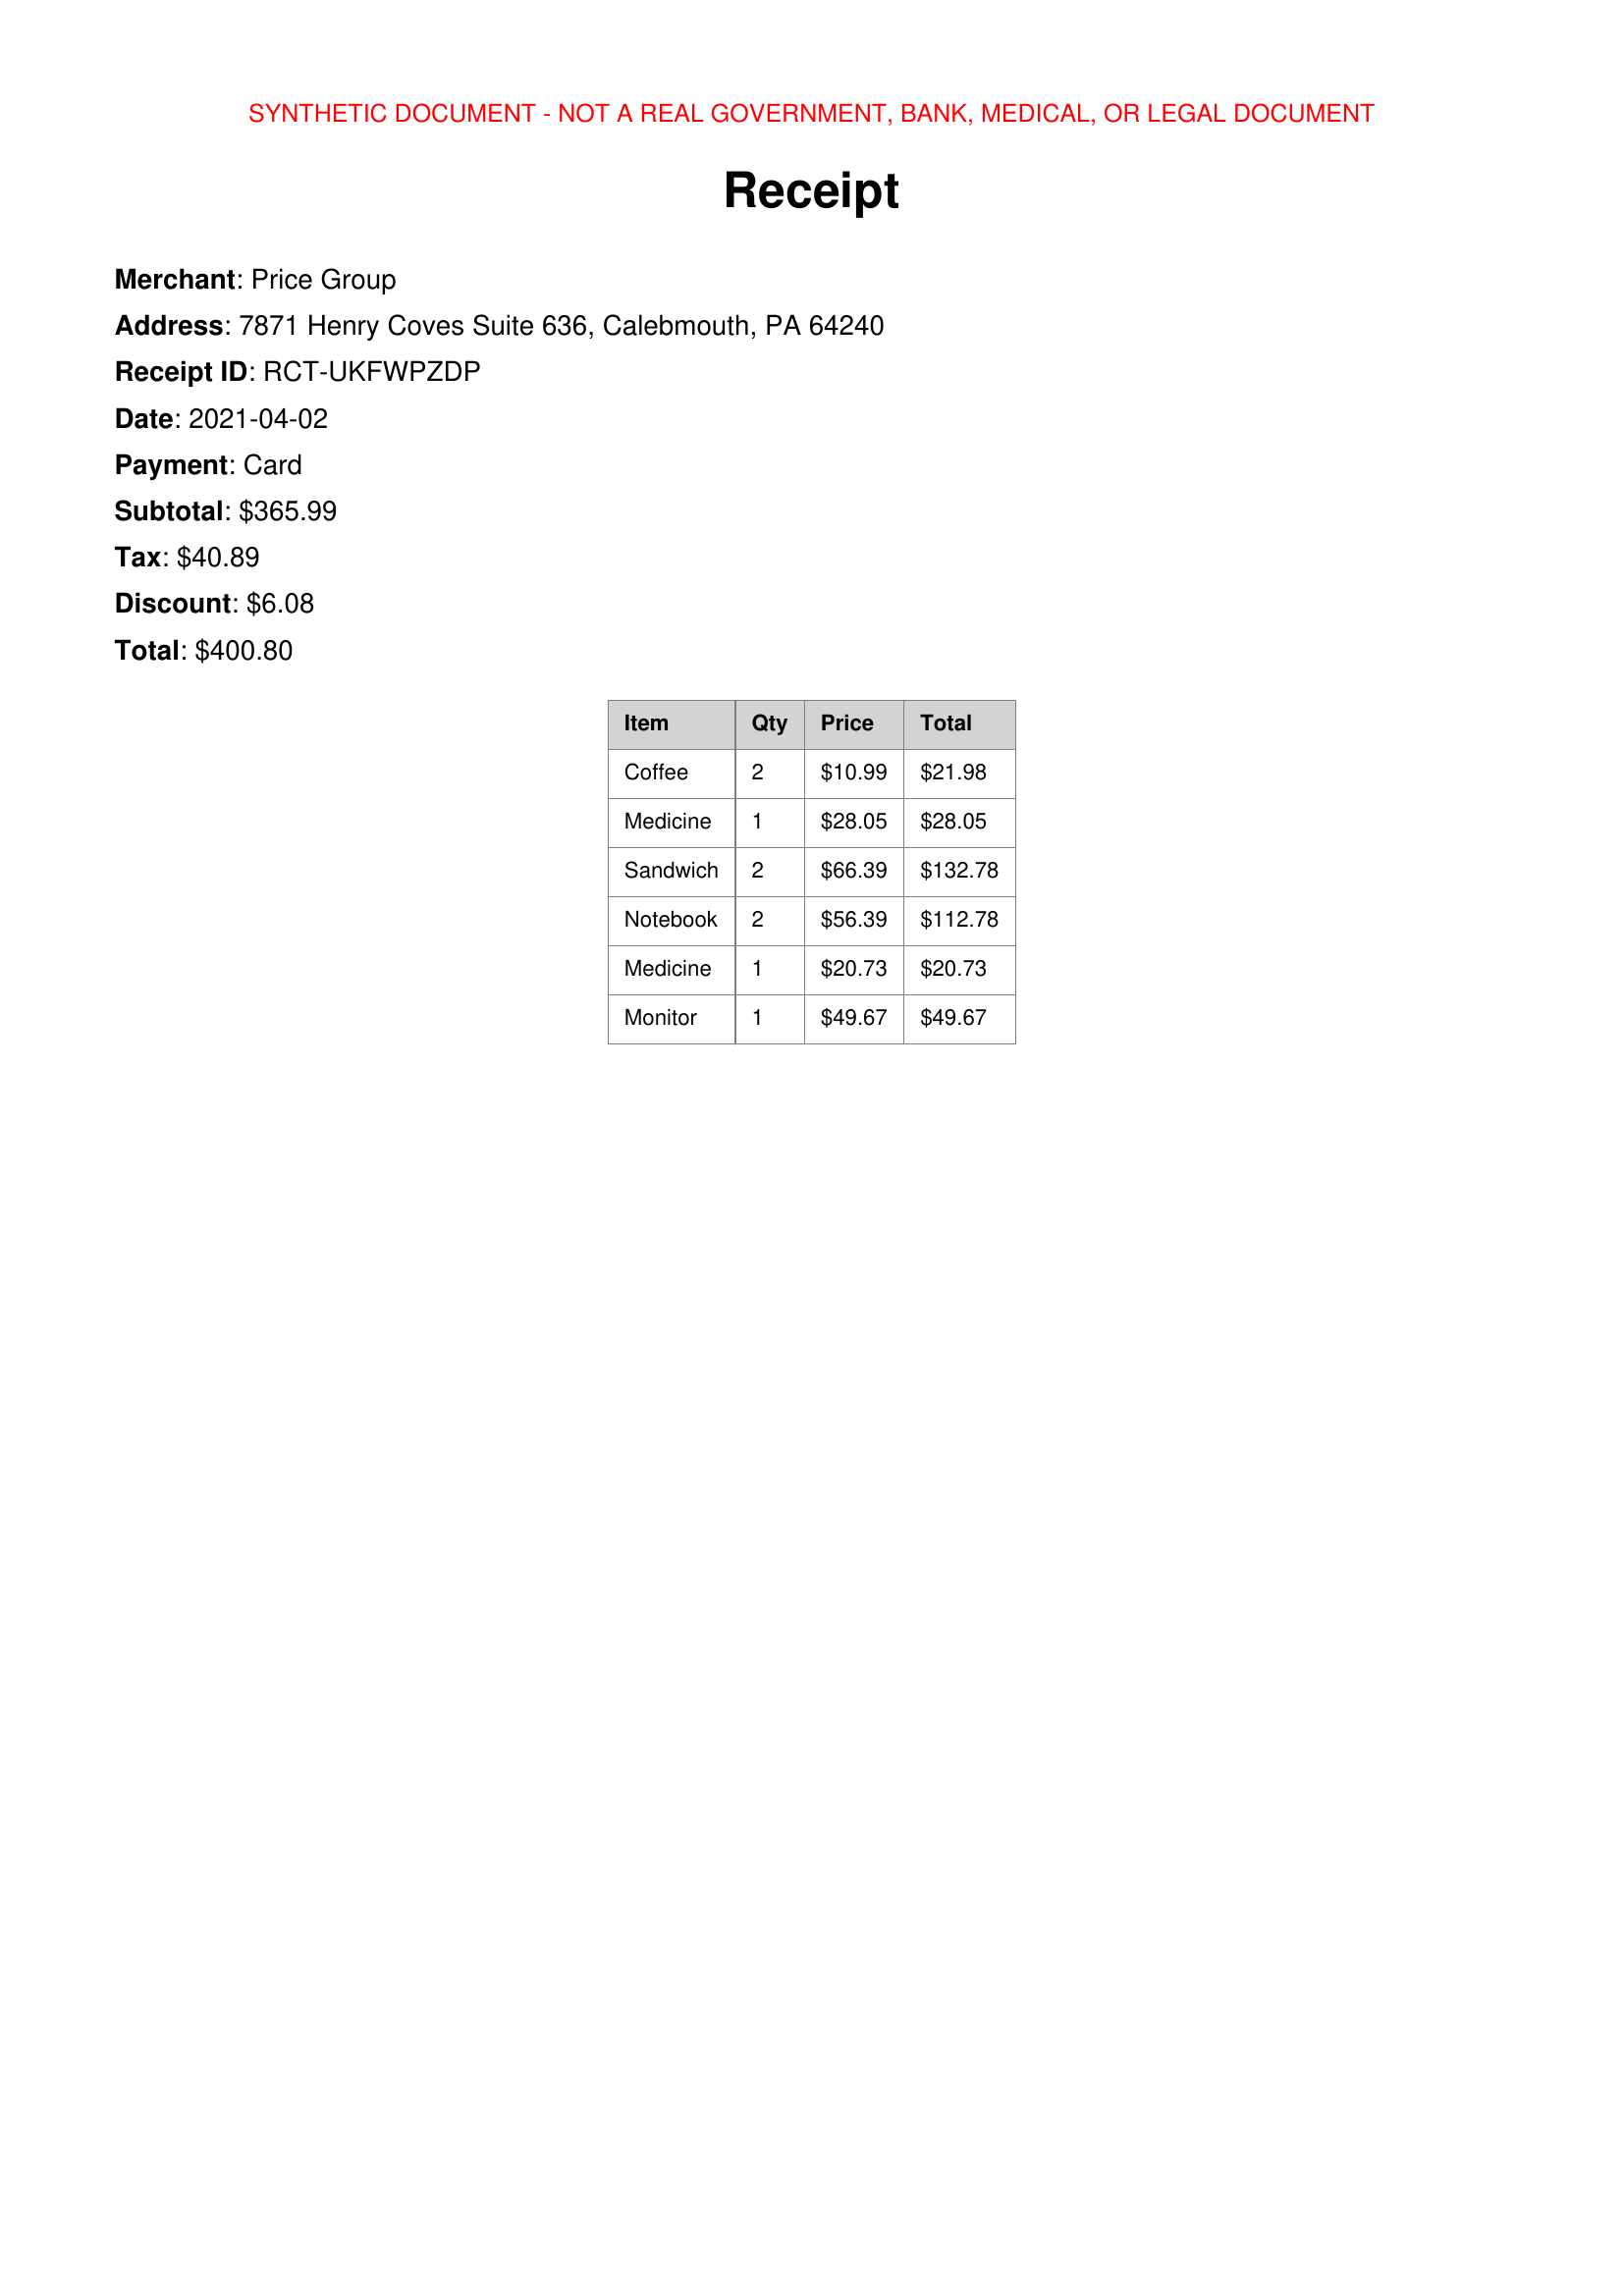 SYNTHETIC DOCUMENT - NOT A REAL GOVERNMENT, BANK, MEDICAL, OR LEGAL DOCUMENT
Receipt
Merchant: Price Group
Address: 7871 Henry Coves Suite 636, Calebmouth, PA 64240
Receipt ID: RCT-UKFWPZDP
Date: 2021-04-02
Payment: Card
Subtotal: $365.99
Tax: $40.89
Discount: $6.08
Total: $400.80
Item Qty Price Total
Coffee 2 $10.99 $21.98
Medicine 1 $28.05 $28.05
Sandwich 2 $66.39 $132.78
Notebook 2 $56.39 $112.78
Medicine 1 $20.73 $20.73
Monitor 1 $49.67 $49.67